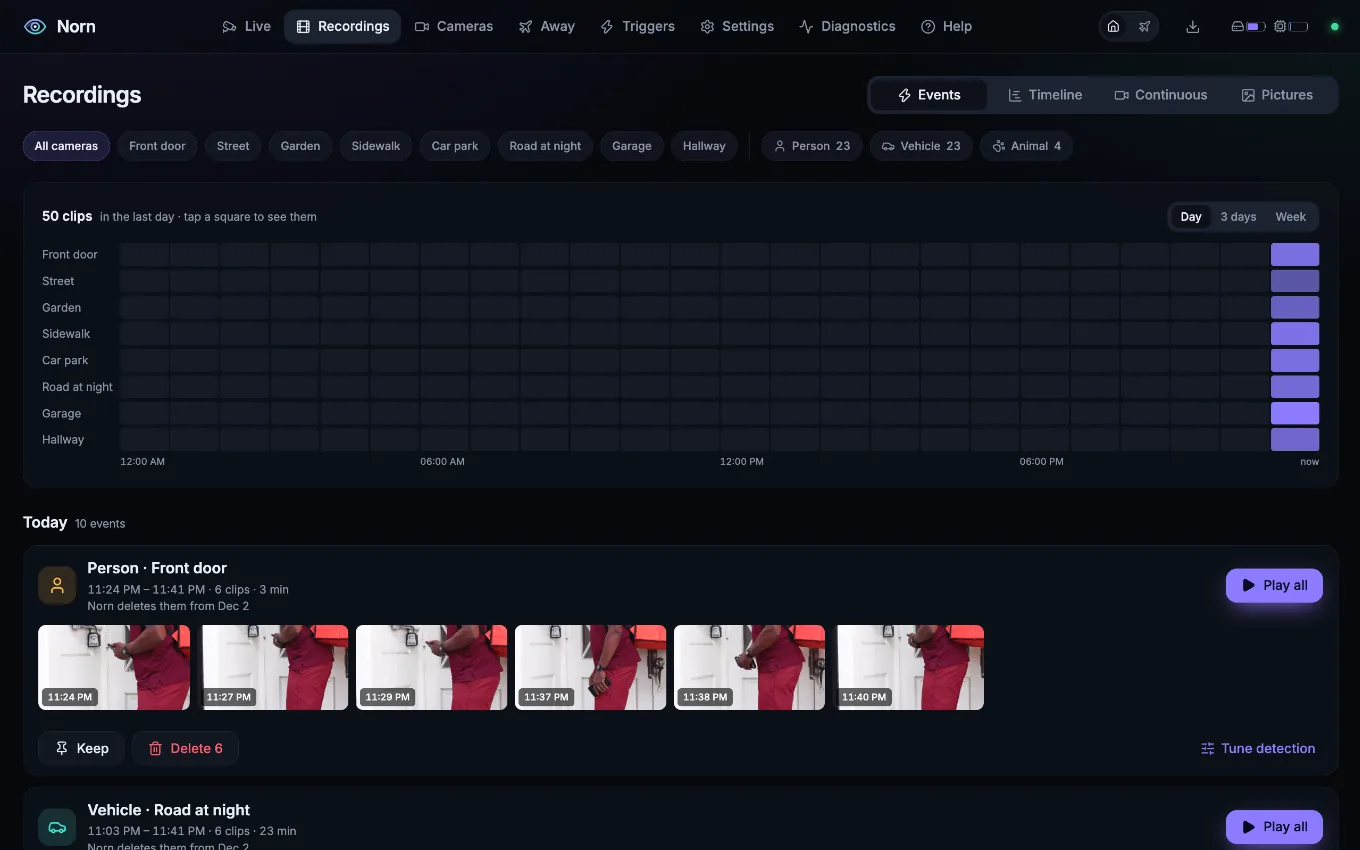 Norn
Live
Recordings
Cameras
Away
Triggers
Settings
Diagnostics
Help
Recordings
Events
Timeline
Continuous
Pictures
All cameras
Front door
Street
Garden
Sidewalk
Car park
Road at night
Garage
Hallway
Person 23
Vehicle 23
Animal 4
50 clips in the last day · tap a square to see them
Day
3 days
Week
Front door
Street
Garden
Sidewalk
Car park
Road at night
Garage
Hallway
12:00 AM
06:00 AM
12:00 PM
06:00 PM
now
Today 10 events
Person · Front door
11:24 PM – 11:41 PM · 6 clips · 3 min
Norn deletes them from Dec 2
Play all
11:24 PM
11:27 PM
11:29 PM
11:37 PM
11:38 PM
11:40 PM
Keep
Delete 6
Tune detection
Vehicle · Road at night
11:03 PM – 11:41 PM · 6 clips · 23 min
Norn deletes them from Dec 2
Play all